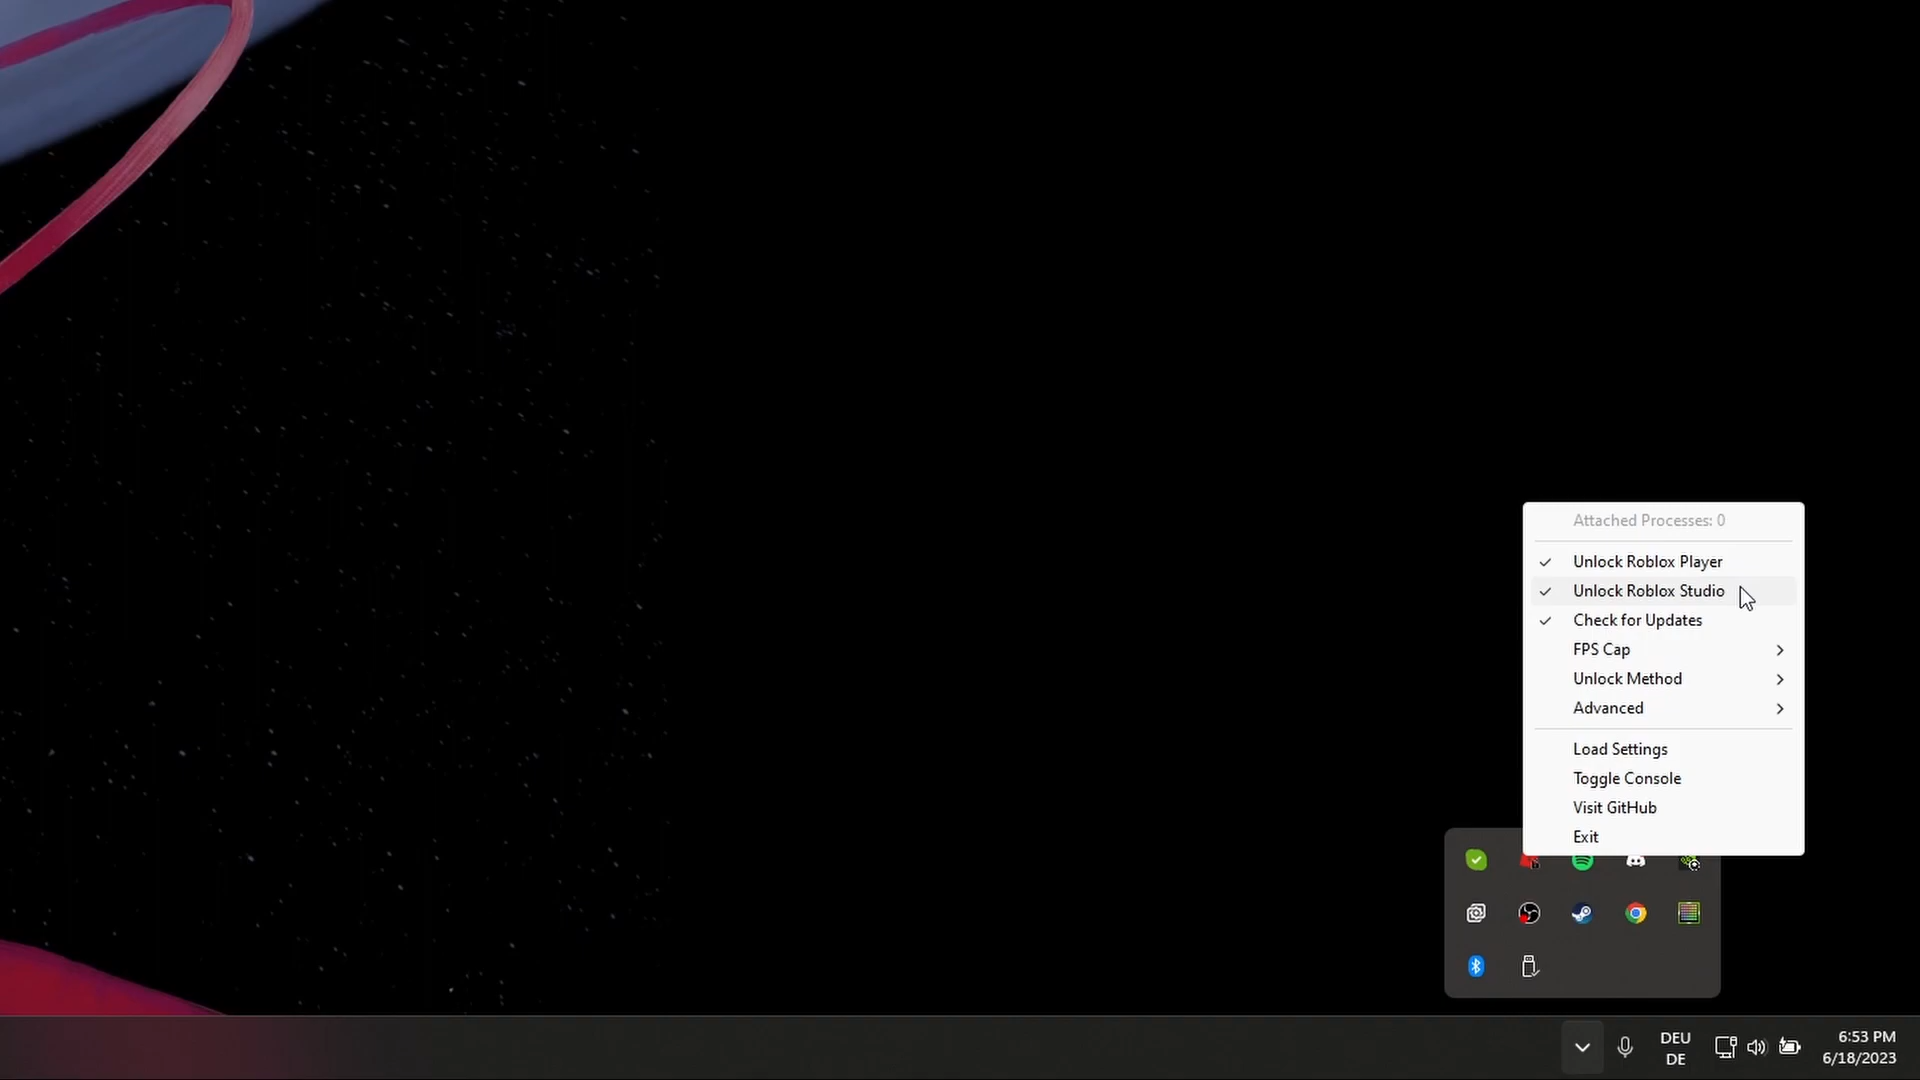 Attached Processes: 0
Unlock Roblox Player
Unlock Roblox Studio
Check for Updates
FPS Cap
Unlock Method
Advanced
Load Settings
Toggle Console
Visit GitHub
Exit
DEU
DE
6:53 PM
6/18/2023